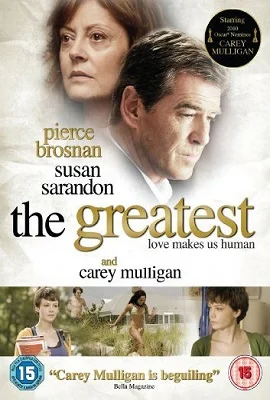 Starring
2010
Oscar® Nominee
CAREY
MULLIGAN
pierce
brosnan
susan
sarandon
the greatest
love makes us human
and
carey mulligan
15
"Carey Mulligan is beguiling"
Bella Magazine
15